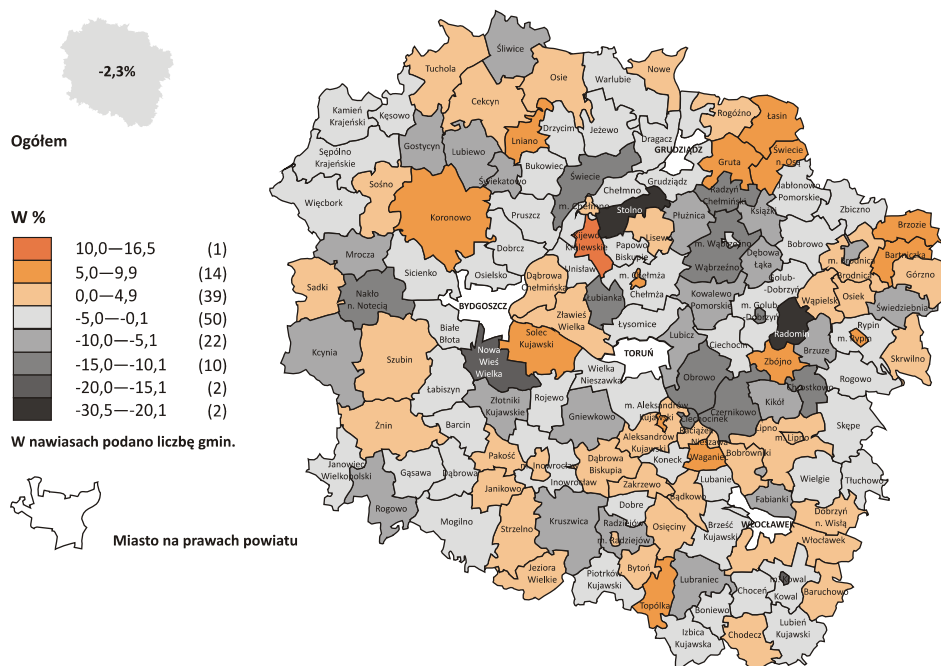 -2,3%
Ogółem
W %
10,0—16,5 (1)
5,0—9,9 (14)
0,0—4,9 (39)
-5,0—-0,1 (50)
-10,0—-5,1 (22)
-15,0—-10,1 (10)
-20,0—-15,1 (2)
-30,5—-20,1 (2)
W nawiasach podano liczbę gmin.
Miasto na prawach powiatu
Śliwice
Tuchola
Osie
Warlubie
Nowe
Cekcyn
Kamień
Krajeński
Kęsowo
Rogóźno
Łasin
Drzycim
Jeżewo
Dragacz
GRUDZIĄDZ
Gostycyn
Lubiewo
Lniano
Bukowiec
Gruta
Świecie
n. Osą
Sępólno
Krajeńskie
Świekatowo
Świecie
Chełmno
Grudziądz
Jabłonowo
Pomorskie
Sośno
Więcbork
m. Chełmno
Stolno
Radzyń
Chełmiński
Książki
Zbiczno
Koronowo
Pruszcz
Płużnica
Brzozie
Kijewo
Królewskie
Lisewo
m. Wąbrzeźno
Bobrowo
m. Brodnica
Bartniczka
Mrocza
Sicienko
Dobrcz
Papowo
Biskupie
Dębowa
Łąka
Brodnica
Górzno
Osielsko
Unisław
m. Chełmża
Wąbrzeźno
Golub-
-Dobrzyń
Sadki
Nakło
n. Notecią
Dąbrowa
Chełmińska
Łubianka
Chełmża
Kowalewo
Pomorskie
m. Golub-
-Dobrzyń
Wąpielsk
Osiek
Świedziebnia
BYDGOSZCZ
Zławieś
Wielka
Łysomice
Radomin
Rypin
m. Rypin
Białe
Błota
Solec
Kujawski
Lubicz
Ciechocin
Brzuze
Skrwilno
Kcynia
Szubin
Nowa
Wieś
Wielka
TORUŃ
Zbójno
Rogowo
Wielka
Nieszawka
Obrowo
Chrostkowo
Łabiszyn
Złotniki
Kujawskie
Rojewo
Kikół
Gniewkowo
m. Aleksandrów
Kujawski
Ciechocinek
Czernikowo
Skępe
Żnin
Barcin
Raciążek
Nieszawa
Lipno
m. Lipno
Aleksandrów
Kujawski
Waganiec
Bobrowniki
Janowiec
Wielkopolski
Gąsawa
Dąbrowa
Pakość
m. Inowrocław
Inowrocław
Dąbrowa
Biskupia
Koneck
Wielgie
Tłuchowo
Janikowo
Zakrzewo
Bądkowo
Lubanie
Fabianki
Rogowo
Mogilno
Strzelno
Kruszwica
Dobre
Radziejów
m. Radziejów
Osięciny
Brześć
Kujawski
WŁOCŁAWEK
Dobrzyń
n. Wisłą
Włocławek
Jeziora
Wielkie
Piotrków
Kujawski
Bytoń
Topólka
Lubraniec
Boniewo
Choceń
m. Kowal
Kowal
Baruchowo
Izbica
Kujawska
Chodecz
Lubień
Kujawski